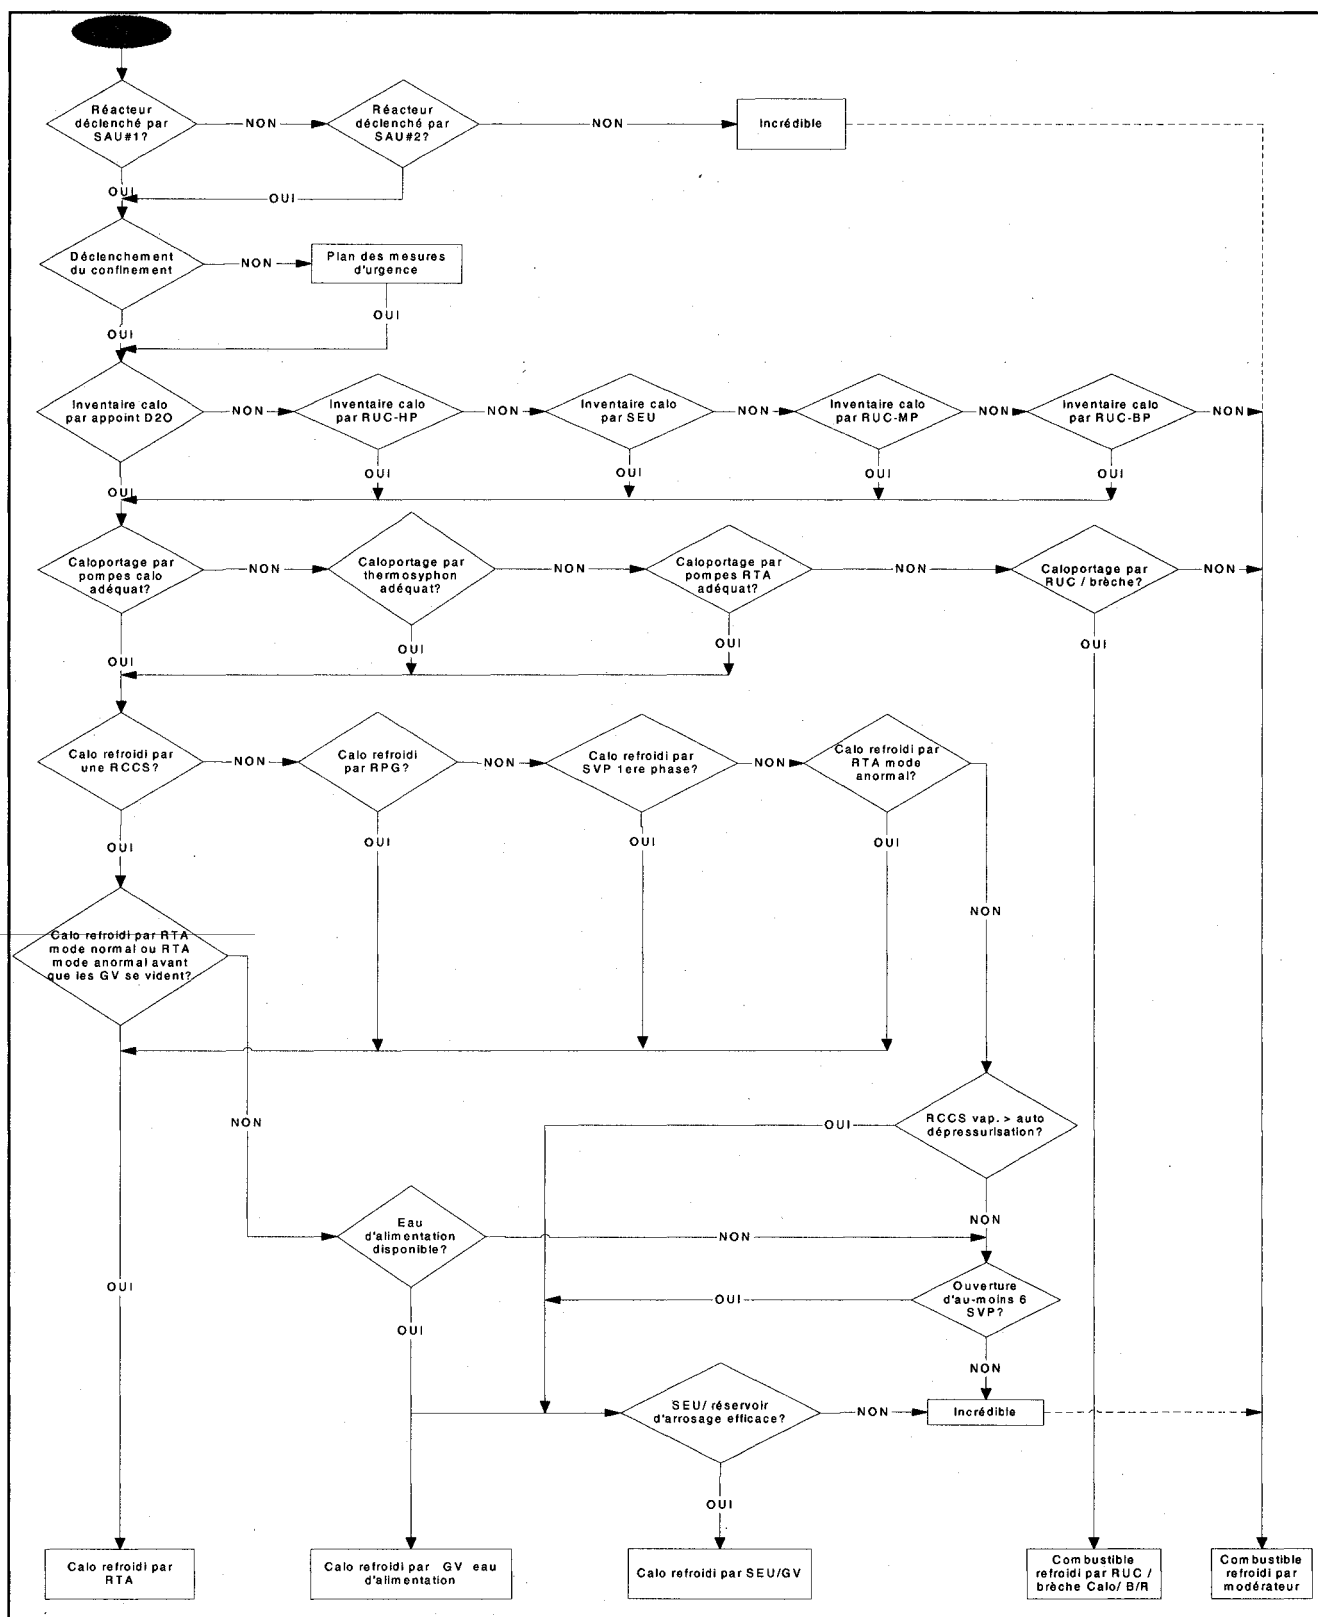 Réacteur
déclenché par
SAU#1?
NON
Réacteur
déclenché par
SAU#2?
NON
Incrédible
OUI
OUI
Déclenchement
du confinement
NON
Plan des mesures
d'urgence
OUI
OUI
Inventaire calo
par appoint D2O
NON
Inventaire calo
par RUC-HP
NON
Inventaire calo
par SEU
NON
Inventaire calo
par RUC-MP
NON
Inventaire calo
par RUC-BP
NON
OUI
OUI
OUI
OUI
OUI
Caloportage par
pompes calo
adéquat?
NON
Caloportage par
thermosyphon
adéquat?
NON
Caloportage par
pompes RTA
adéquat?
NON
Caloportage par
RUC / brèche?
NON
OUI
OUI
OUI
OUI
Calo refroidi par
une RCCS?
NON
Calo refroidi
par RPG?
NON
Calo refroidi par
SVP 1ere phase?
NON
Calo refroidi par
RTA mode
anormal?
OUI
OUI
OUI
OUI
NON
Calo refroidi par RTA
mode normal ou RTA
mode anormal avant
que les GV se vident?
NON
OUI
RCCS vap. > auto
dépressurisation?
NON
Eau
d'alimentation
disponible?
NON
OUI
OUI
Ouverture
d'au-moins 6
SVP?
OUI
NON
SEU/ réservoir
d'arrosage efficace?
NON
Incrédible
OUI
Calo refroidi par
RTA
Calo refroidi par GV eau
d'alimentation
Calo refroidi par SEU/GV
Combustible
refroidi par RUC /
brèche Calo/ B/R
Combustible
refroidi par
modérateur